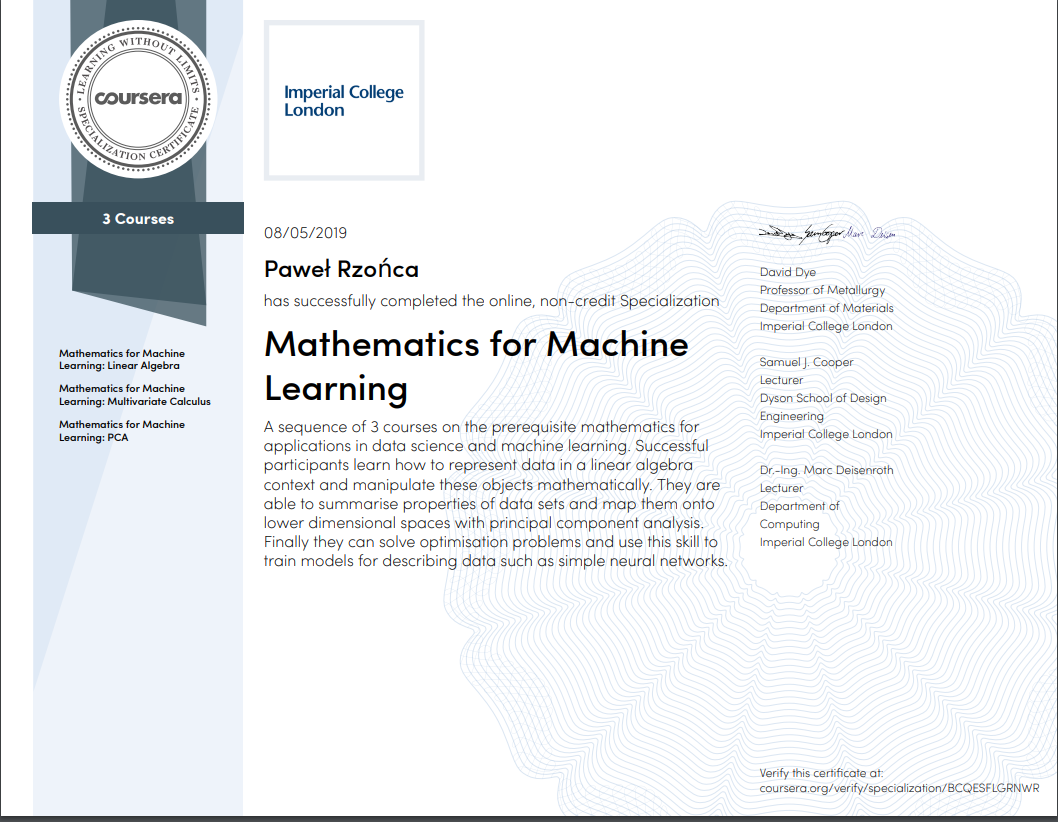 LEARNING WITHOUT LIMITS
coursera
SPECIALIZATION CERTIFICATE
3 Courses
Mathematics for Machine
Learning: Linear Algebra
Mathematics for Machine
Learning: Multivariate Calculus
Mathematics for Machine
Learning: PCA
Imperial College
London
08/05/2019
Paweł Rzońca
has successfully completed the online, non-credit Specialization
Mathematics for Machine
Learning
A sequence of 3 courses on the prerequisite mathematics for
applications in data science and machine learning. Successful
participants learn how to represent data in a linear algebra
context and manipulate these objects mathematically. They are
able to summarise properties of data sets and map them onto
lower dimensional spaces with principal component analysis.
Finally they can solve optimisation problems and use this skill to
train models for describing data such as simple neural networks.
Marc Deisen
David Dye
Professor of Metallurgy
Department of Materials
Imperial College London
Samuel J. Cooper
Lecturer
Dyson School of Design
Engineering
Imperial College London
Dr.-Ing. Marc Deisenroth
Lecturer
Department of
Computing
Imperial College London
Verify this certificate at:
coursera.org/verify/specialization/BCQESFLGRNWR